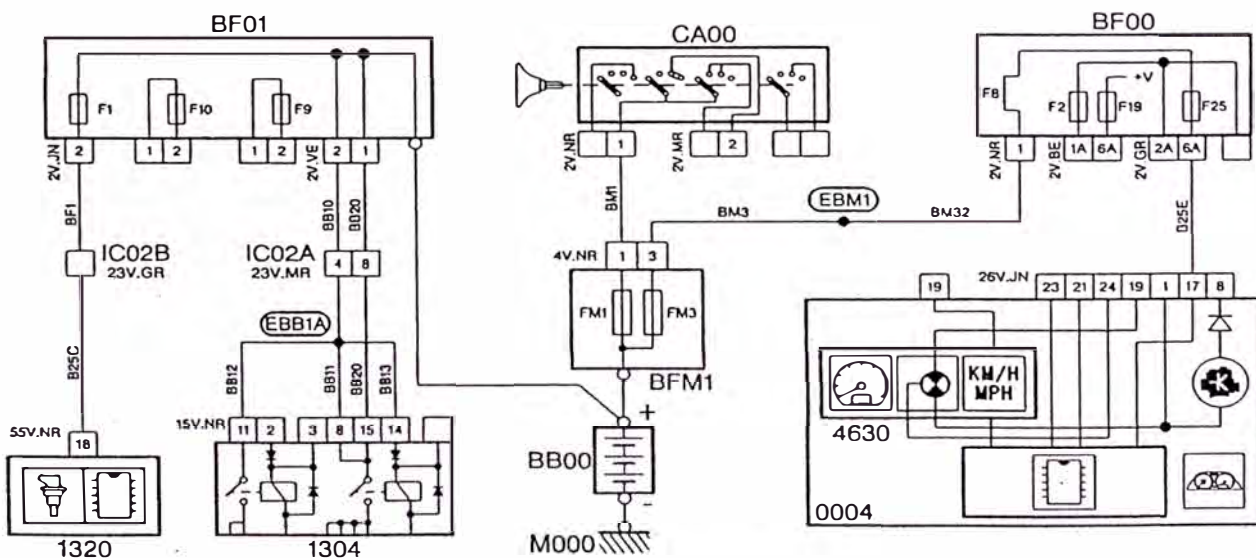 BF01
CA00
BF00
F1
F10
F9
F8
F2
F19
+V
F25
2V.JN
2
1
2
1
2
2V.VE
2
1
2V.NR
1
2V.MR
2
2V.NR
1
2V.BE
1A
6A
2V.GR
2A
6A
BF1
BB10
BB20
BM1
BM3
EBM1
BM32
B25E
IC02B
23V.GR
IC02A
23V.MR
4
8
4V.NR
1
3
FM1
FM3
BFM1
EBB1A
B25C
BB12
BB11
BB20
BB13
19
26V.JN
23
21
24
19
1
17
8
KM/H
MPH
K
4630
55V.NR
18
15V.NR
11
2
3
8
15
14
BB00
+
-
M000
1320
1304
0004